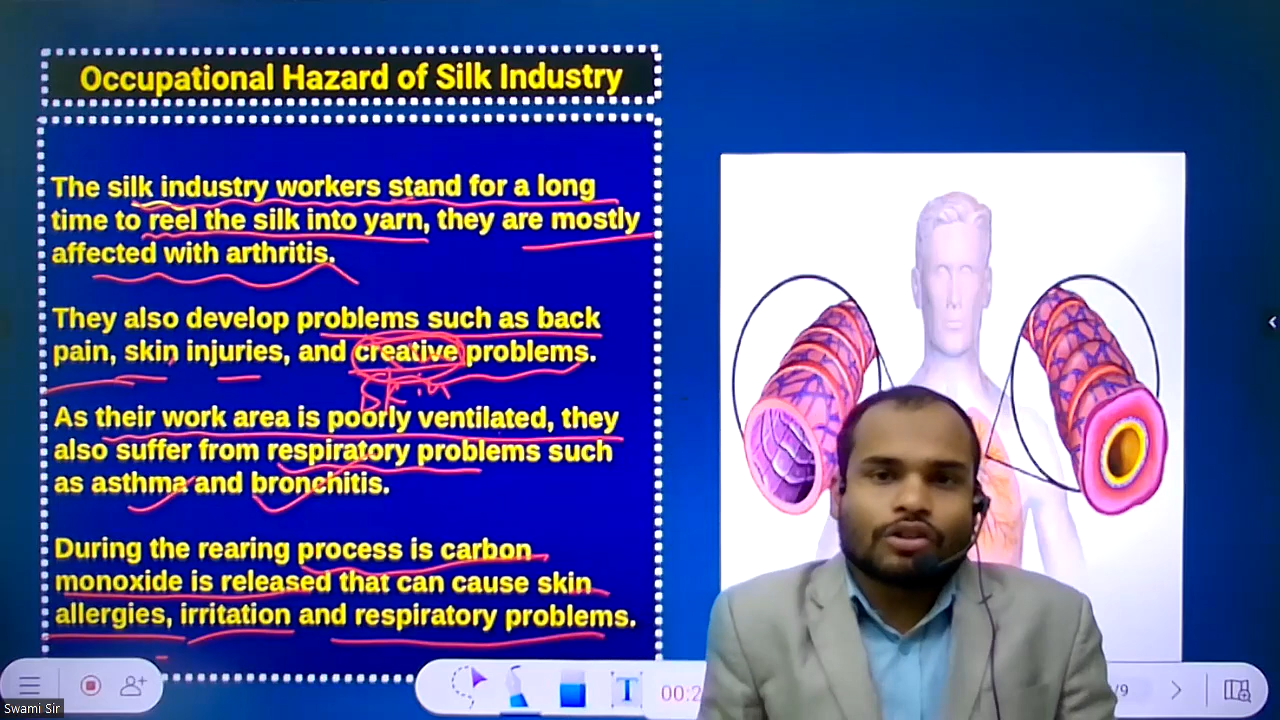 Occupational Hazard of Silk Industry
The silk industry workers stand for a long
time to reel the silk into yarn, they are mostly
affected with arthritis.
They also develop problems such as back
pain, skin injuries, and creative problems.
skin
As their work area is poorly ventilated, they
also suffer from respiratory problems such
as asthma and bronchitis.
During the rearing process is carbon
monoxide is released that can cause skin
allergies, irritation and respiratory problems.
T
00:2
/9
Swami Sir